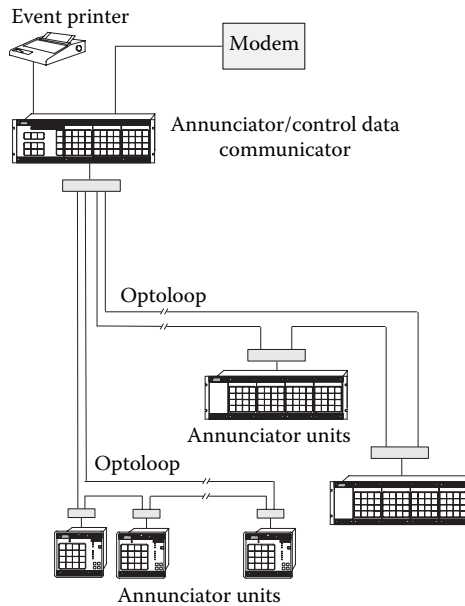 Event printer
Modem
Annunciator/control data
communicator
Optoloop
Annunciator units
Optoloop
Annunciator units